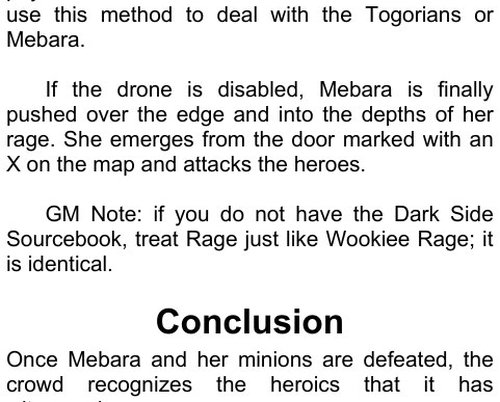 use this method to deal with the Togorians or
Mebara.
If the drone is disabled, Mebara is finally
pushed over the edge and into the depths of her
rage. She emerges from the door marked with an
X on the map and attacks the heroes.
GM Note: if you do not have the Dark Side
Sourcebook, treat Rage just like Wookiee Rage; it
is identical.
Conclusion
Once Mebara and her minions are defeated, the
crowd recognizes the heroics that it has